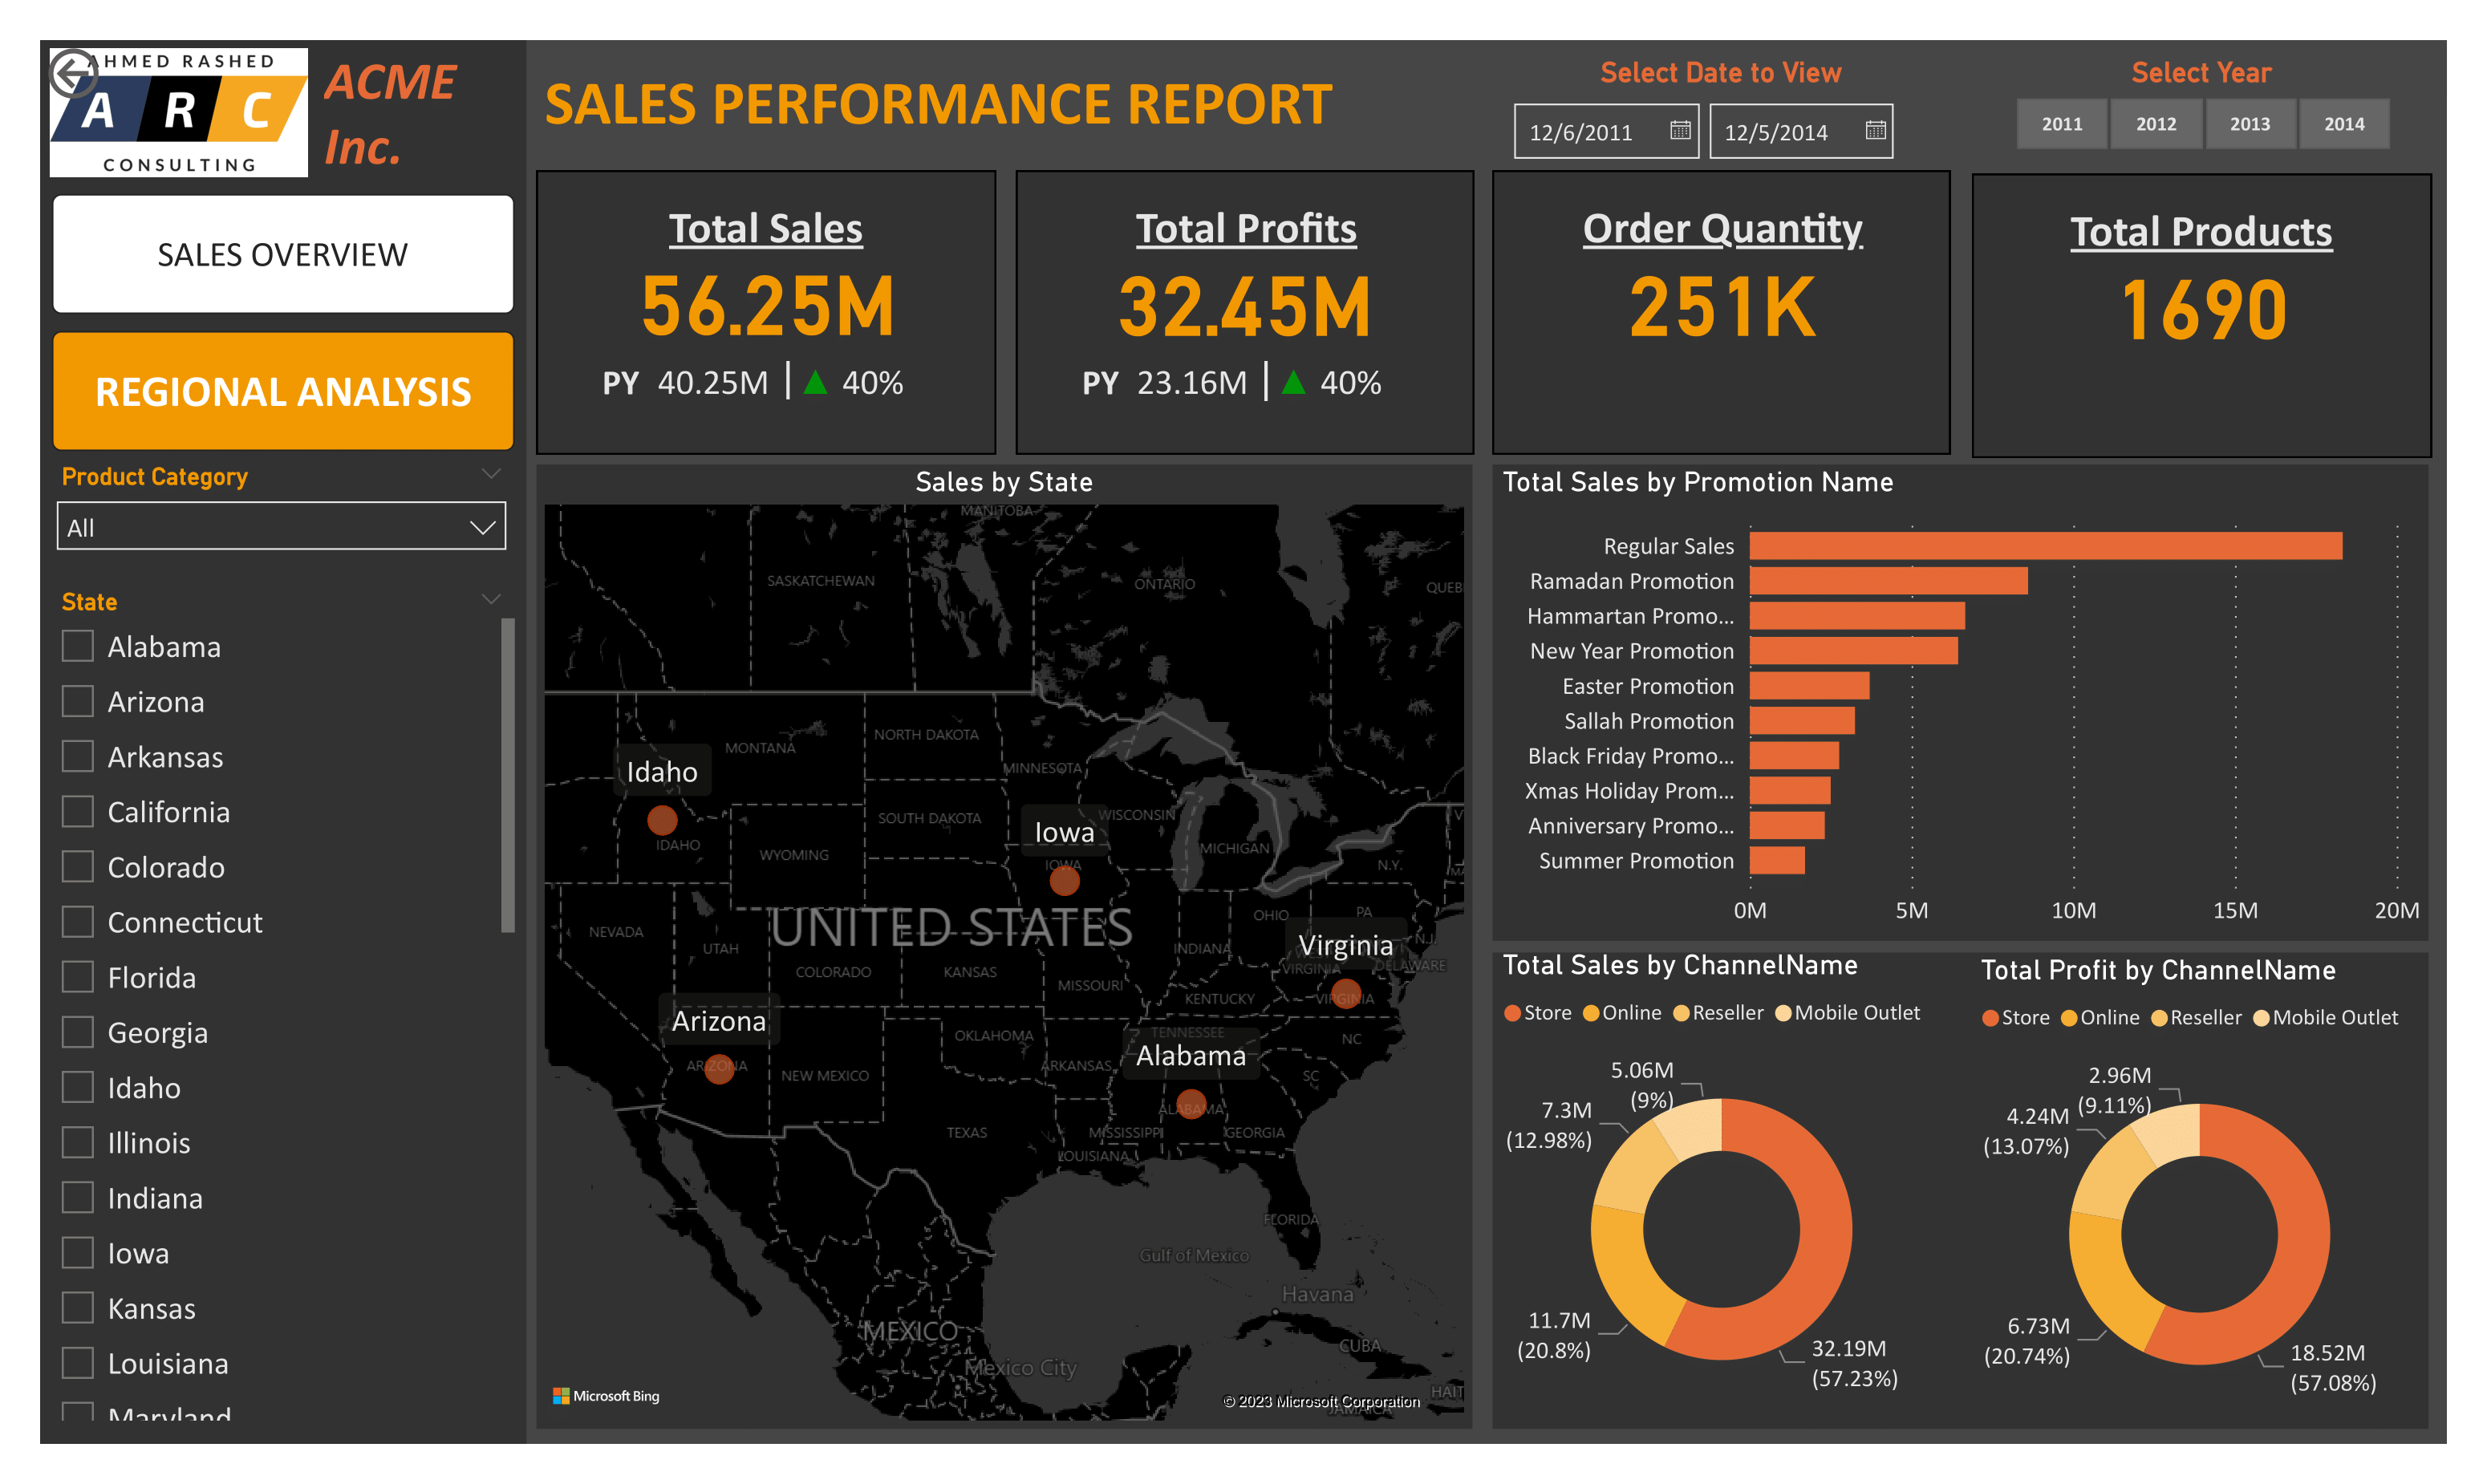 AHMED RASHED
A R C
CONSULTING
ACME
Inc.
SALES PERFORMANCE REPORT
Select Date to View
12/6/2011 12/5/2014
Select Year
2011 2012 2013 2014
SALES OVERVIEW
REGIONAL ANALYSIS
Product Category
All
State
Alabama
Arizona
Arkansas
California
Colorado
Connecticut
Florida
Georgia
Idaho
Illinois
Indiana
Iowa
Kansas
Louisiana
Maryland
Total Sales
56.25M
PY 40.25M | ▲ 40%
Total Profits
32.45M
PY 23.16M | ▲ 40%
Order Quantity
251K
Total Products
1690
Sales by State
MANITOBA
SASKATCHEWAN
ONTARIO
QUEB
NORTH DAKOTA
MONTANA
MINNESOTA
Idaho
SOUTH DAKOTA
WISCONSIN
Iowa
IDAHO
WYOMING
MICHIGAN
IOWA
N.Y.
MA
UNITED STATES
OHIO
PA
NEVADA
UTAH
INDIANA
Virginia
N.J.
COLORADO
KANSAS
VIRGINIA
DELAWARE
MISSOURI
KENTUCKY
VIRGINIA
Arizona
OKLAHOMA
TENNESSEE
NC
Alabama
ARIZONA
NEW MEXICO
ARKANSAS
SC
ALABAMA
TEXAS
MISSISSIPPI
GEORGIA
LOUISIANA
FLORIDA
Gulf of Mexico
Havana
MEXICO
CUBA
Mexico City
HAIT
JAMAICA
Microsoft Bing
© 2023 Microsoft Corporation
Total Sales by Promotion Name
Regular Sales
Ramadan Promotion
Hammartan Promo...
New Year Promotion
Easter Promotion
Sallah Promotion
Black Friday Promo...
Xmas Holiday Prom...
Anniversary Promo...
Summer Promotion
0M 5M 10M 15M 20M
Total Sales by ChannelName
Store Online Reseller Mobile Outlet
5.06M
(9%)
7.3M
(12.98%)
11.7M
(20.8%)
32.19M
(57.23%)
Total Profit by ChannelName
Store Online Reseller Mobile Outlet
2.96M
(9.11%)
4.24M
(13.07%)
6.73M
(20.74%)
18.52M
(57.08%)